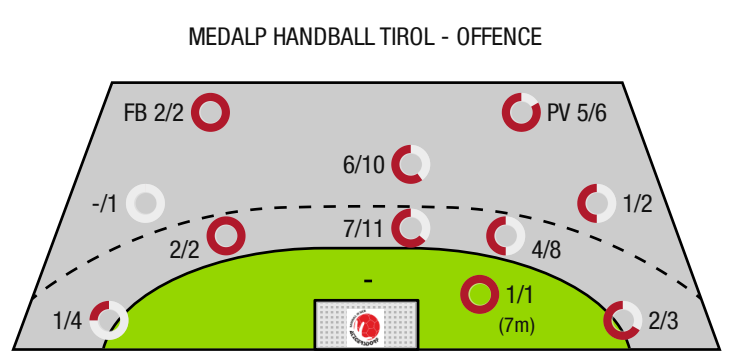 MEDALP HANDBALL TIROL - OFFENCE
FB 2/2
PV 5/6
6/10
-/1
1/2
7/11
2/2
4/8
-
1/1
(7m)
1/4
2/3